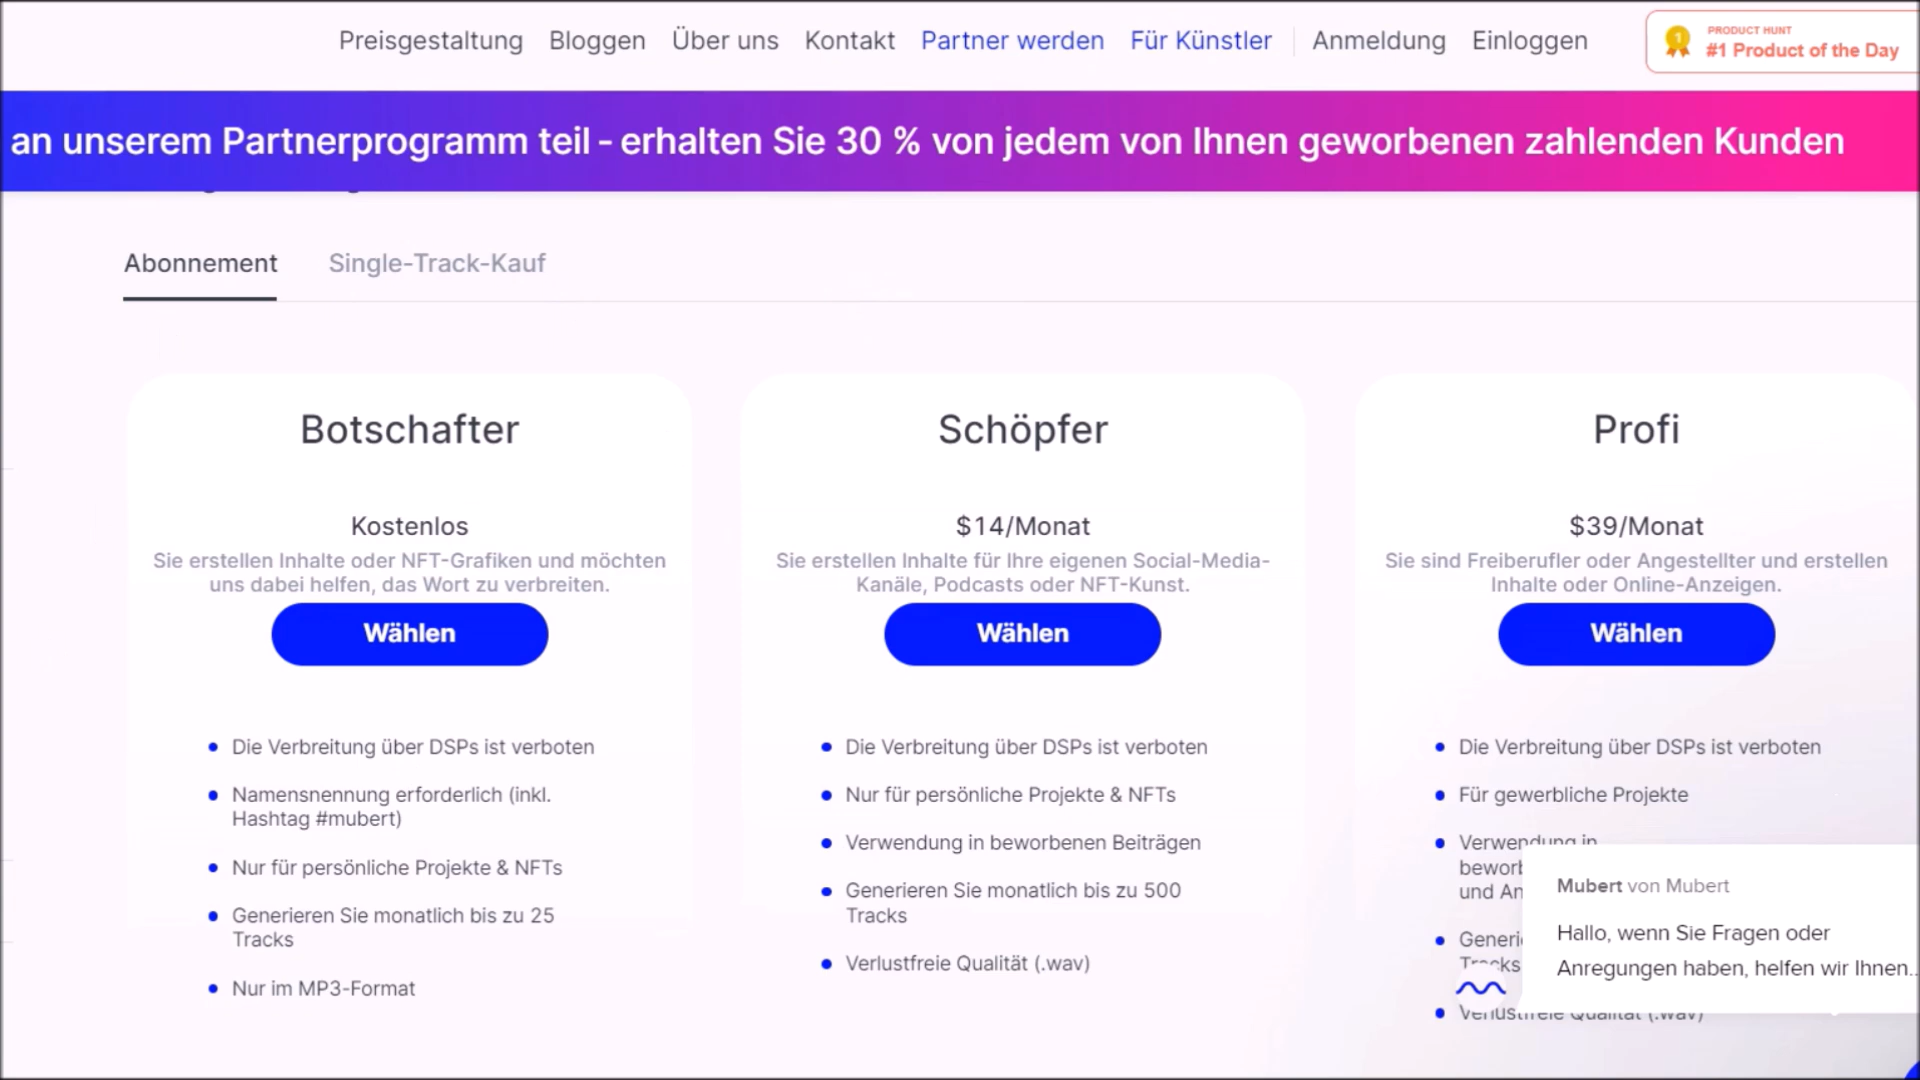 Preisgestaltung Bloggen Über uns Kontakt Partner werden Für Künstler Anmeldung Einloggen
PRODUCT HUNT
#1 Product of the Day
an unserem Partnerprogramm teil - erhalten Sie 30 % von jedem von Ihnen geworbenen zahlenden Kunden
Abonnement Single-Track-Kauf
Botschafter
Kostenlos
Sie erstellen Inhalte oder NFT-Grafiken und möchten
uns dabei helfen, das Wort zu verbreiten.
Wählen
Die Verbreitung über DSPs ist verboten
Namensnennung erforderlich (inkl.
Hashtag #mubert)
Nur für persönliche Projekte & NFTs
Generieren Sie monatlich bis zu 25
Tracks
Nur im MP3-Format
Schöpfer
$14/Monat
Sie erstellen Inhalte für Ihre eigenen Social-Media-
Kanäle, Podcasts oder NFT-Kunst.
Wählen
Die Verbreitung über DSPs ist verboten
Nur für persönliche Projekte & NFTs
Verwendung in beworbenen Beiträgen
Generieren Sie monatlich bis zu 500
Tracks
Verlustfreie Qualität (.wav)
Profi
$39/Monat
Sie sind Freiberufler oder Angestellter und erstellen
Inhalte oder Online-Anzeigen.
Wählen
Die Verbreitung über DSPs ist verboten
Für gewerbliche Projekte
Verwendung in
und
Tracks
Verlustfreie Qualität (.wav)
Mubert von Mubert
Hallo, wenn Sie Fragen oder
Anregungen haben, helfen wir Ihnen..